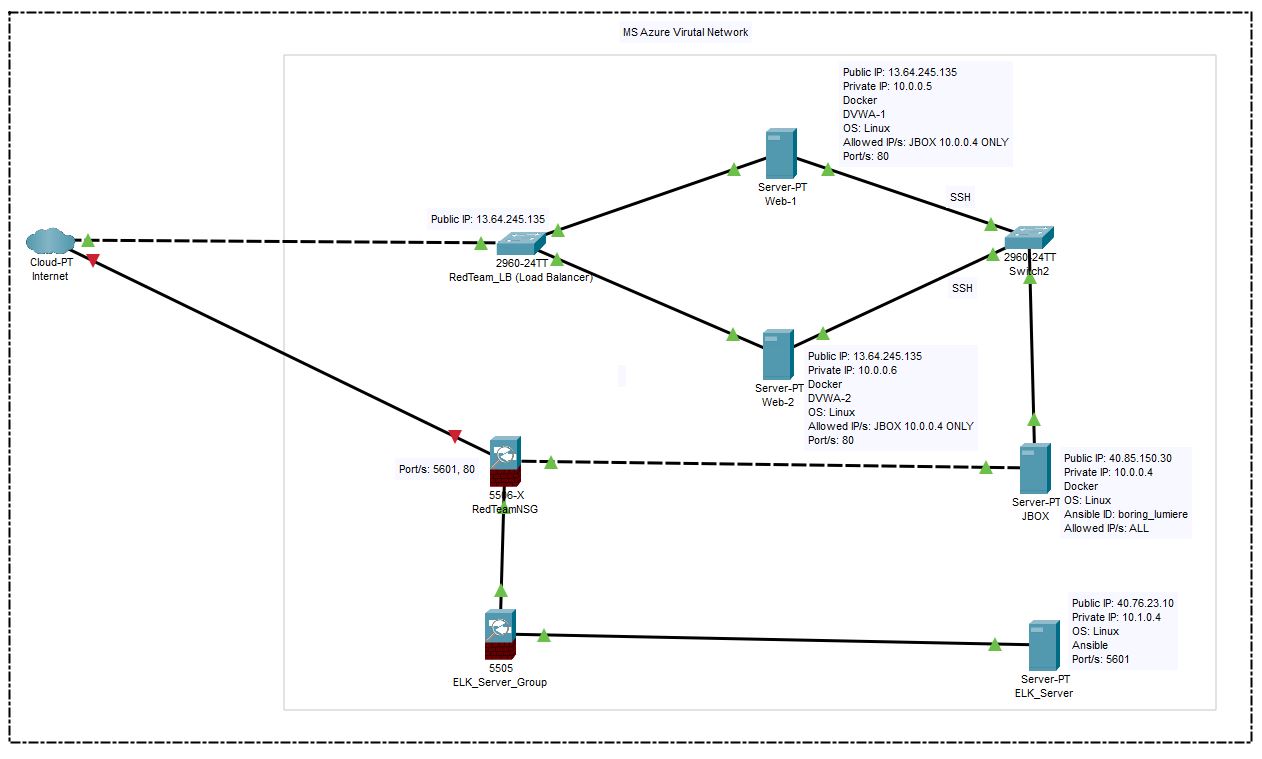 MS Azure Virutal Network
Public IP: 13.64.245.135
Private IP: 10.0.0.5
Docker
DVWA-1
OS: Linux
Allowed IP/s: JBOX 10.0.0.4 ONLY
Port/s: 80
Server-PT
Web-1
SSH
Public IP: 13.64.245.135
Cloud-PT
Internet
2960-24TT
RedTeam_LB (Load Balancer)
2960-24TT
Switch2
SSH
Server-PT
Web-2
Public IP: 13.64.245.135
Private IP: 10.0.0.6
Docker
DVWA-2
OS: Linux
Allowed IP/s: JBOX 10.0.0.4 ONLY
Port/s: 80
Port/s: 5601, 80
5506-X
RedTeamNSG
Server-PT
JBOX
Public IP: 40.85.150.30
Private IP: 10.0.0.4
Docker
OS: Linux
Ansible ID: boring_lumiere
Allowed IP/s: ALL
5505
ELK_Server_Group
Public IP: 40.76.23.10
Private IP: 10.1.0.4
OS: Linux
Ansible
Port/s: 5601
Server-PT
ELK_Server